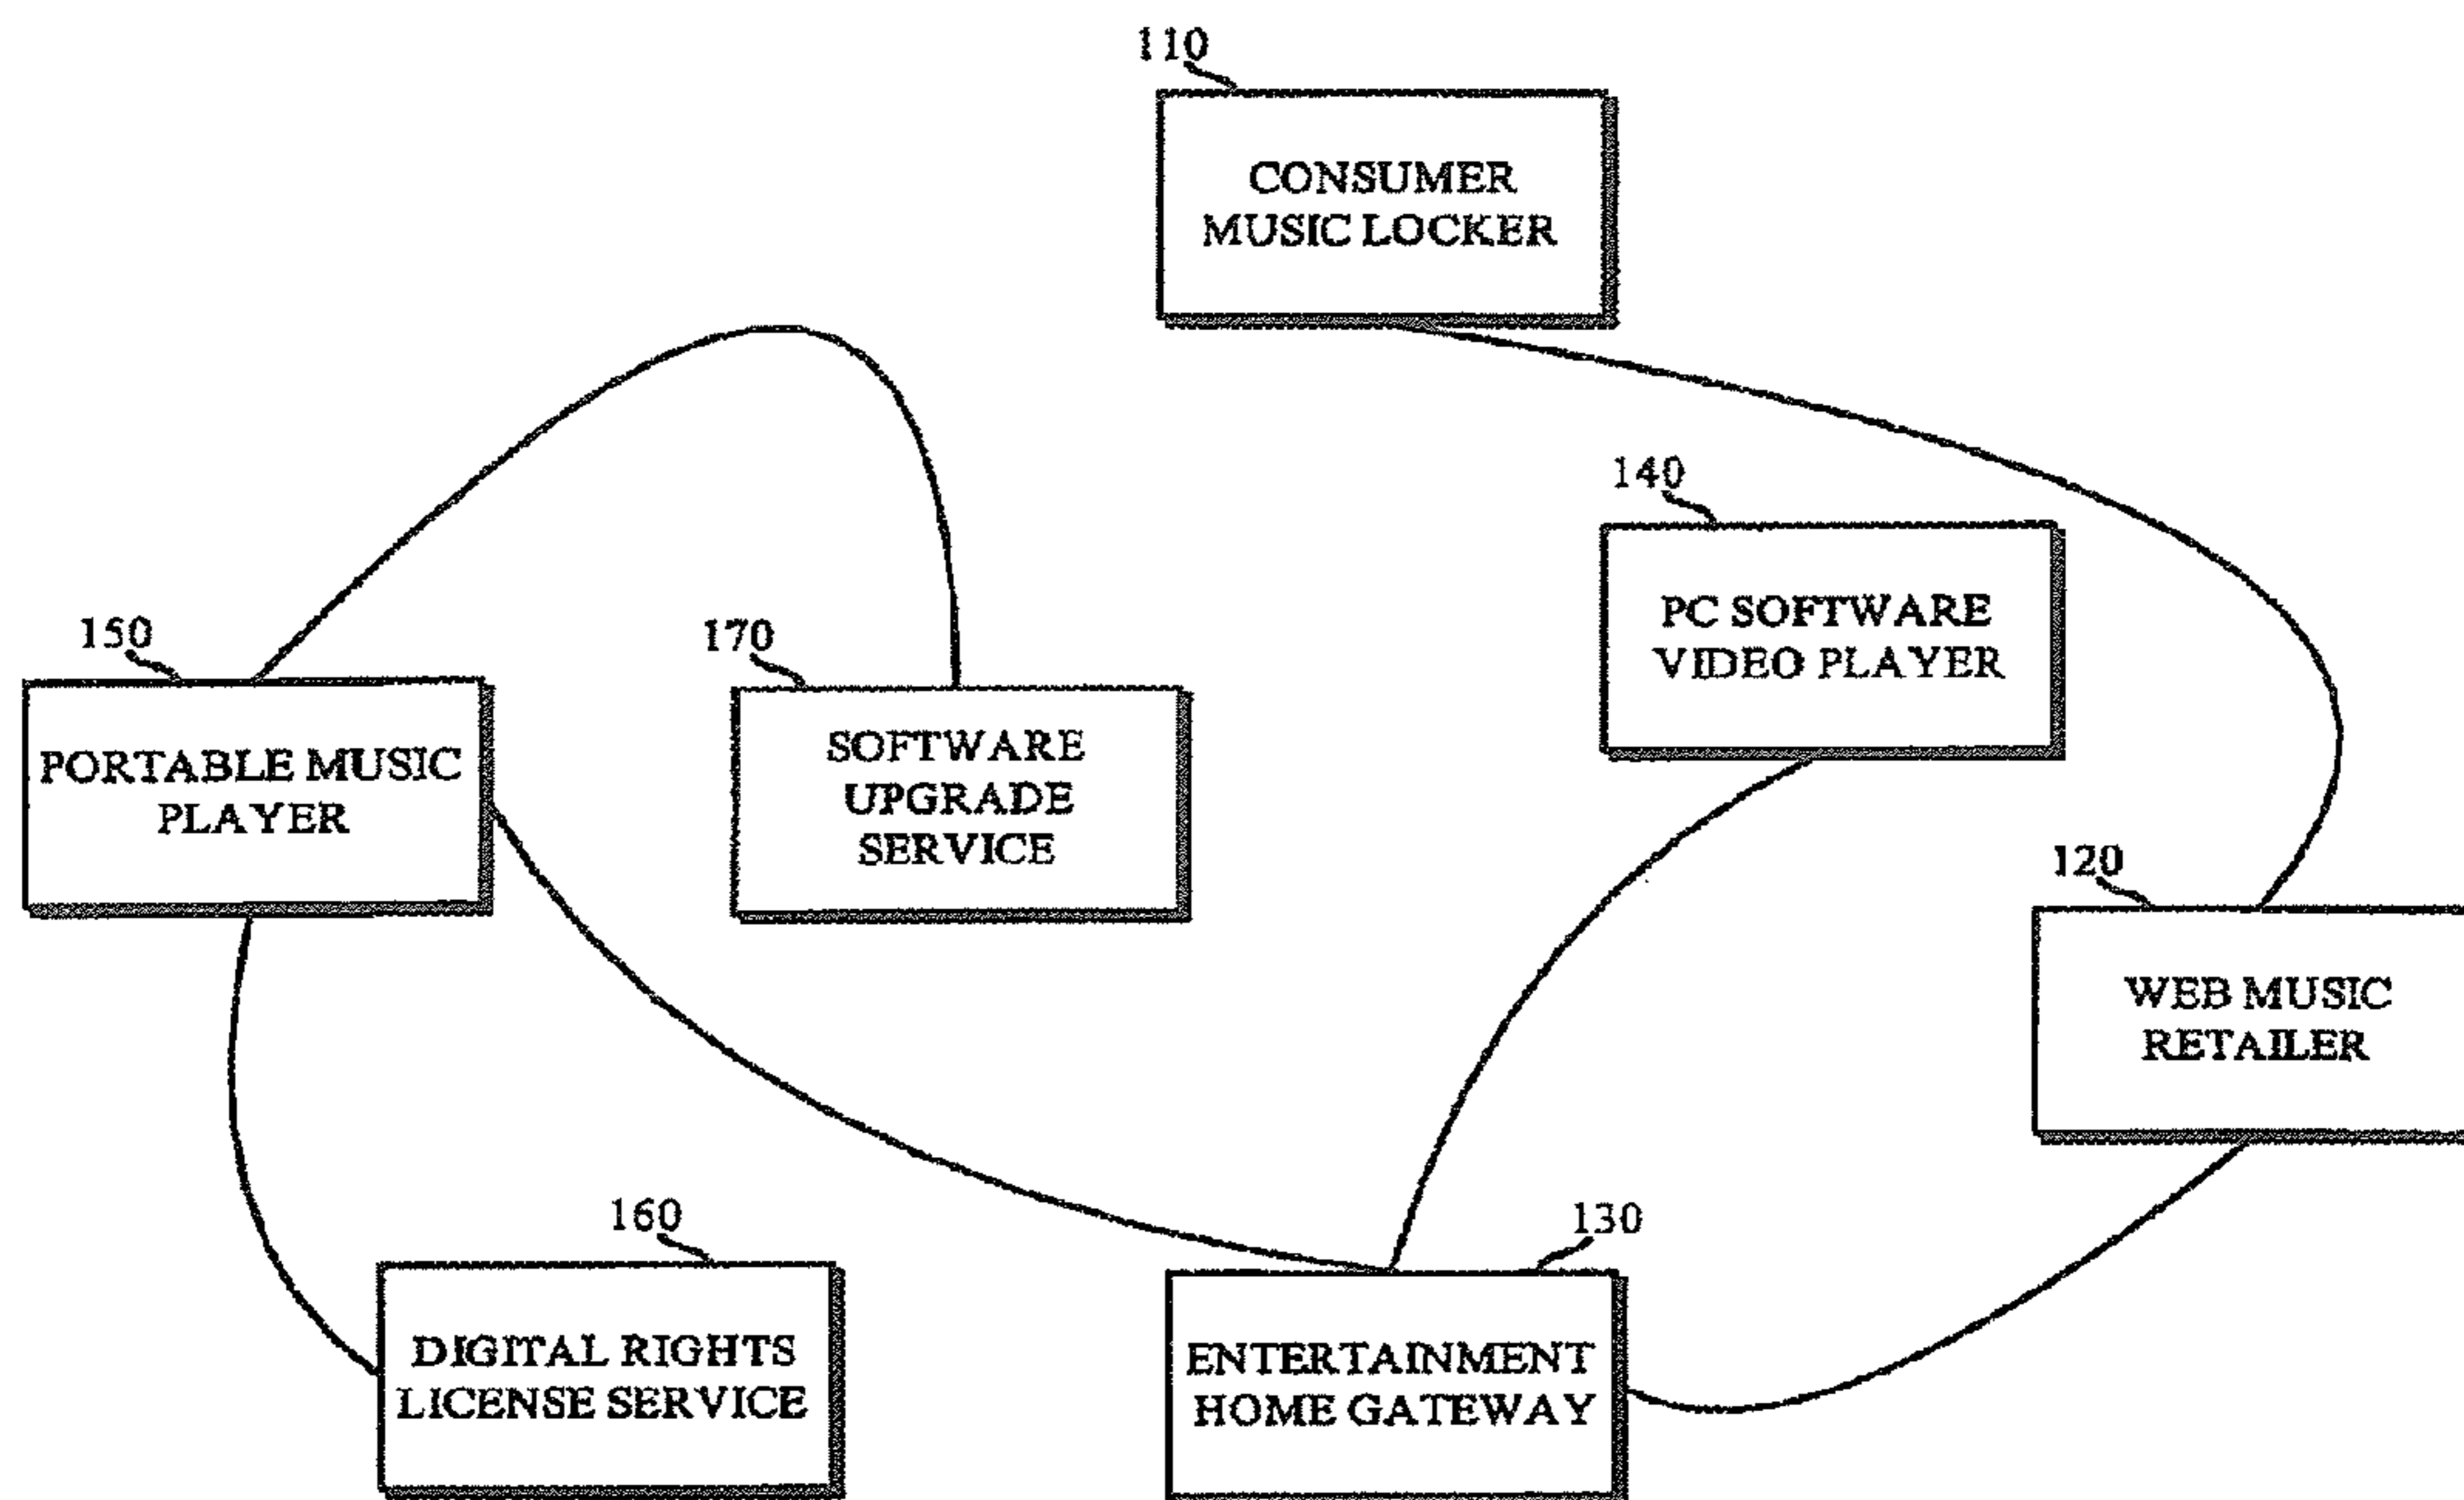 110
CONSUMER
MUSIC LOCKER
140
PC SOFTWARE
VIDEO PLAYER
150
PORTABLE MUSIC
PLAYER
170
SOFTWARE
UPGRADE
SERVICE
120
WEB MUSIC
RETAILER
160
DIGITAL RIGHTS
LICENSE SERVICE
130
ENTERTAINMENT
HOME GATEWAY